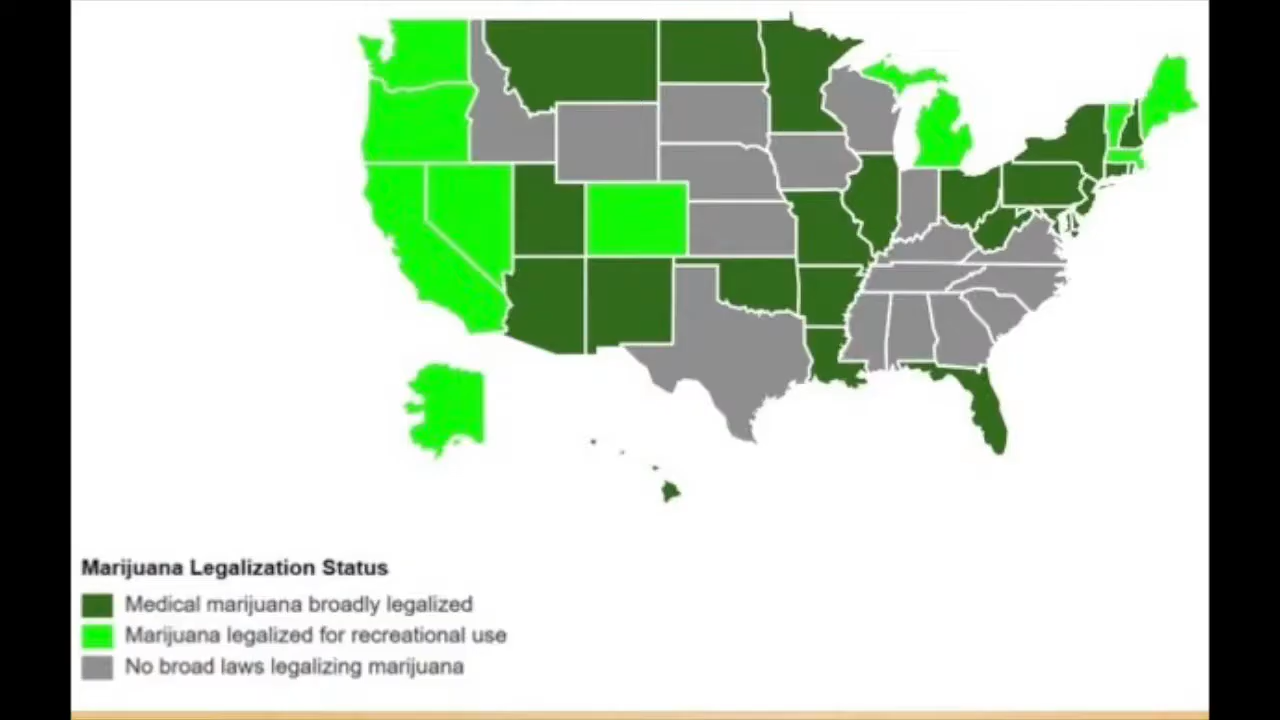 Marijuana Legalization Status
Medical marijuana broadly legalized
Marijuana legalized for recreational use
No broad laws legalizing marijuana